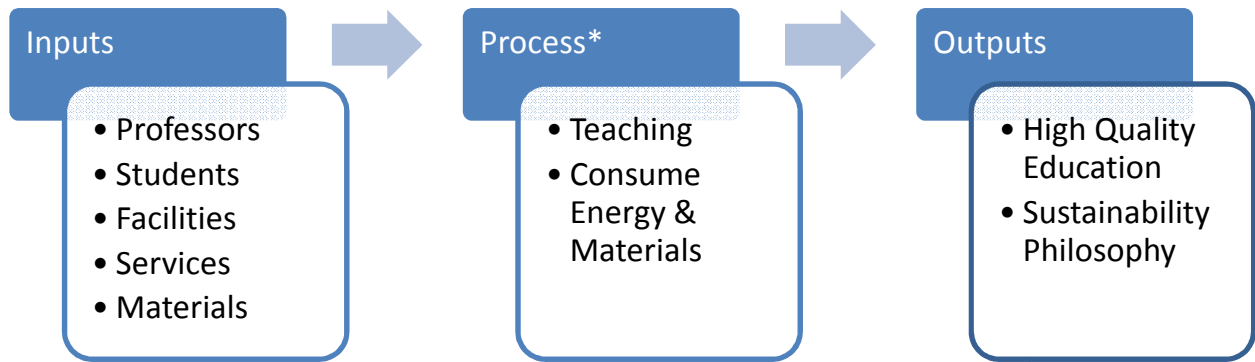 Inputs
• Professors
• Students
• Facilities
• Services
• Materials
Process*
• Teaching
• Consume
Energy &
Materials
Outputs
• High Quality
Education
• Sustainability
Philosophy